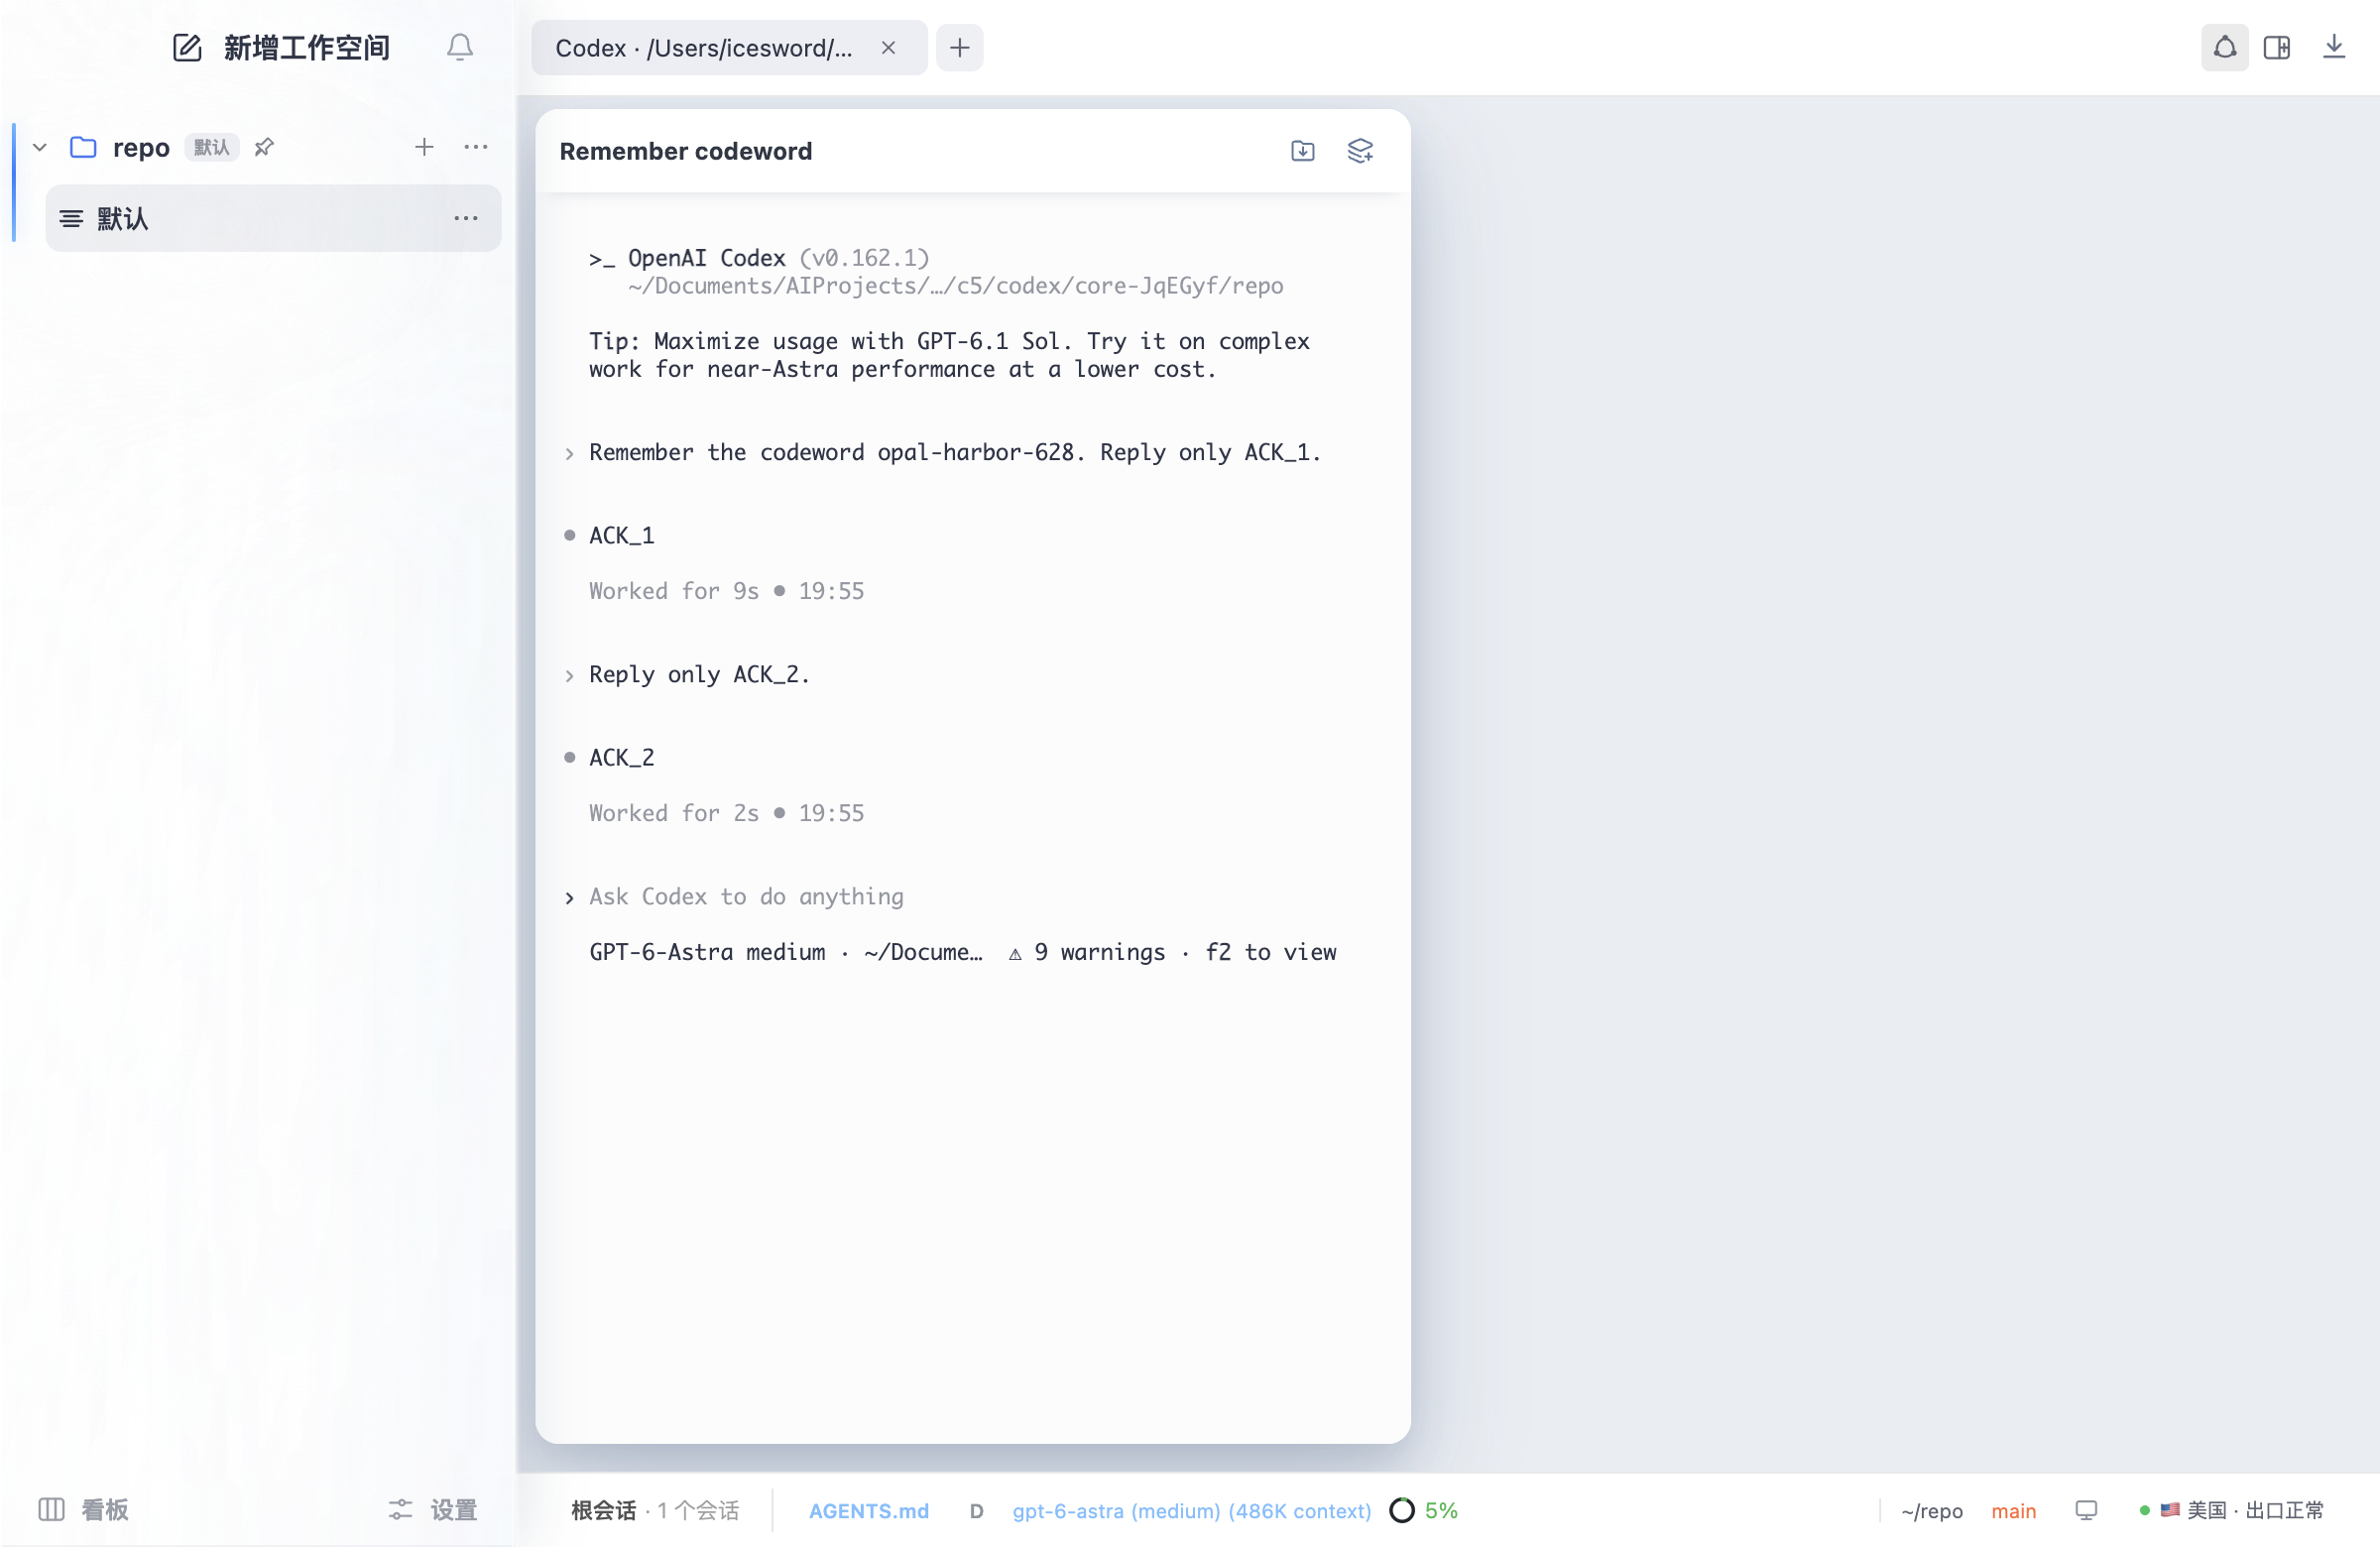 新增工作空间
Codex · /Users/icesword/...
repo 默认
默认
Remember codeword
>_ OpenAI Codex (v0.162.1)
~/Documents/AIProjects/…/c5/codex/core-JqEGyf/repo
Tip: Maximize usage with GPT-6.1 Sol. Try it on complex
work for near-Astra performance at a lower cost.
› Remember the codeword opal-harbor-628. Reply only ACK_1.
● ACK_1
Worked for 9s ● 19:55
› Reply only ACK_2.
● ACK_2
Worked for 2s ● 19:55
› Ask Codex to do anything
GPT-6-Astra medium · ~/Docume… ⚠ 9 warnings · f2 to view
看板
设置
根会话 · 1 个会话
AGENTS.md D gpt-6-astra (medium) (486K context) 5%
~/repo main 🇺🇸 美国 · 出口正常